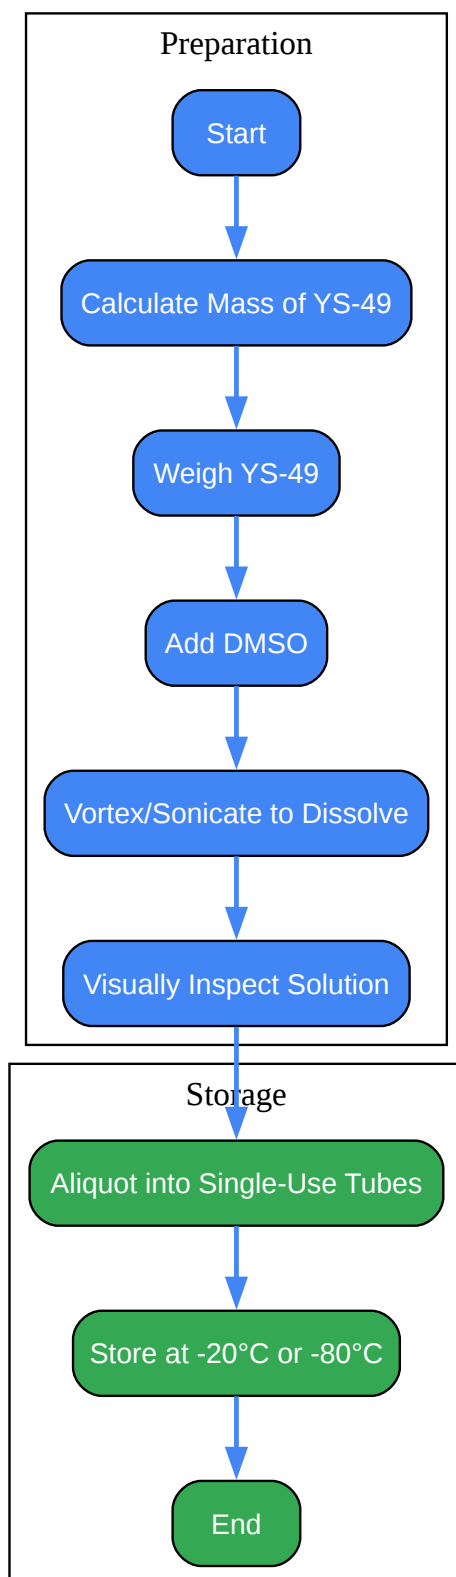 Preparation
Start
Calculate Mass of YS-49
Weigh YS-49
Add DMSO
Vortex/Sonicate to Dissolve
Visually Inspect Solution
Storage
Aliquot into Single-Use Tubes
Store at -20°C or -80°C
End